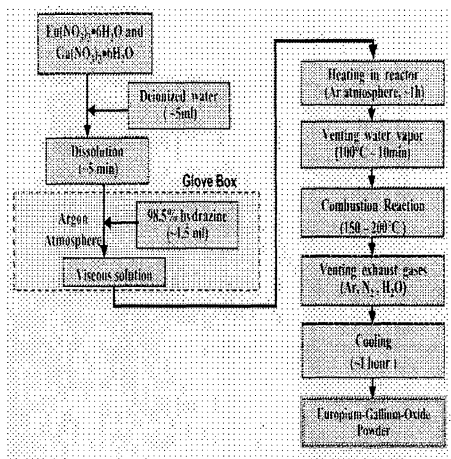 Eu(NO₃)₃•6H₂O and
Ga(NO₃)₃•6H₂O
Deionized water
(~5ml)
Dissolution
(~5 min)
Glove Box
Argon
Atmosphere
98.5% hydrazine
(~4.5 ml)
Viscous solution
Heating in reactor
(Ar atmosphere, ~1h)
Venting water vapor
(100°C – 10min)
Combustion Reaction
(150 – 200°C)
Venting exhaust gases
(Ar, N₂, H₂O)
Cooling
(~1 hour)
Europium-Gallium-Oxide
Powder